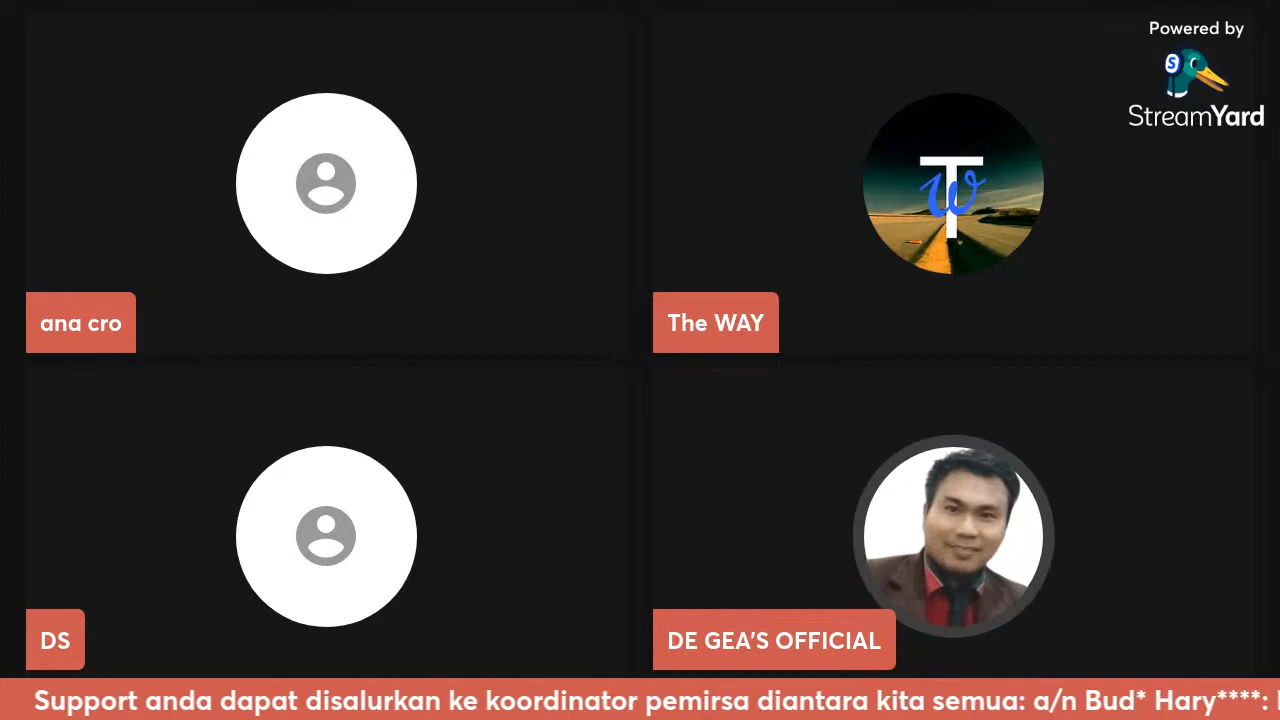 Powered by
S
StreamYard
Tw
ana cro
The WAY
DS
DE GEA'S OFFICIAL
Support anda dapat disalurkan ke koordinator pemirsa diantara kita semua: a/n Bud* Hary****: